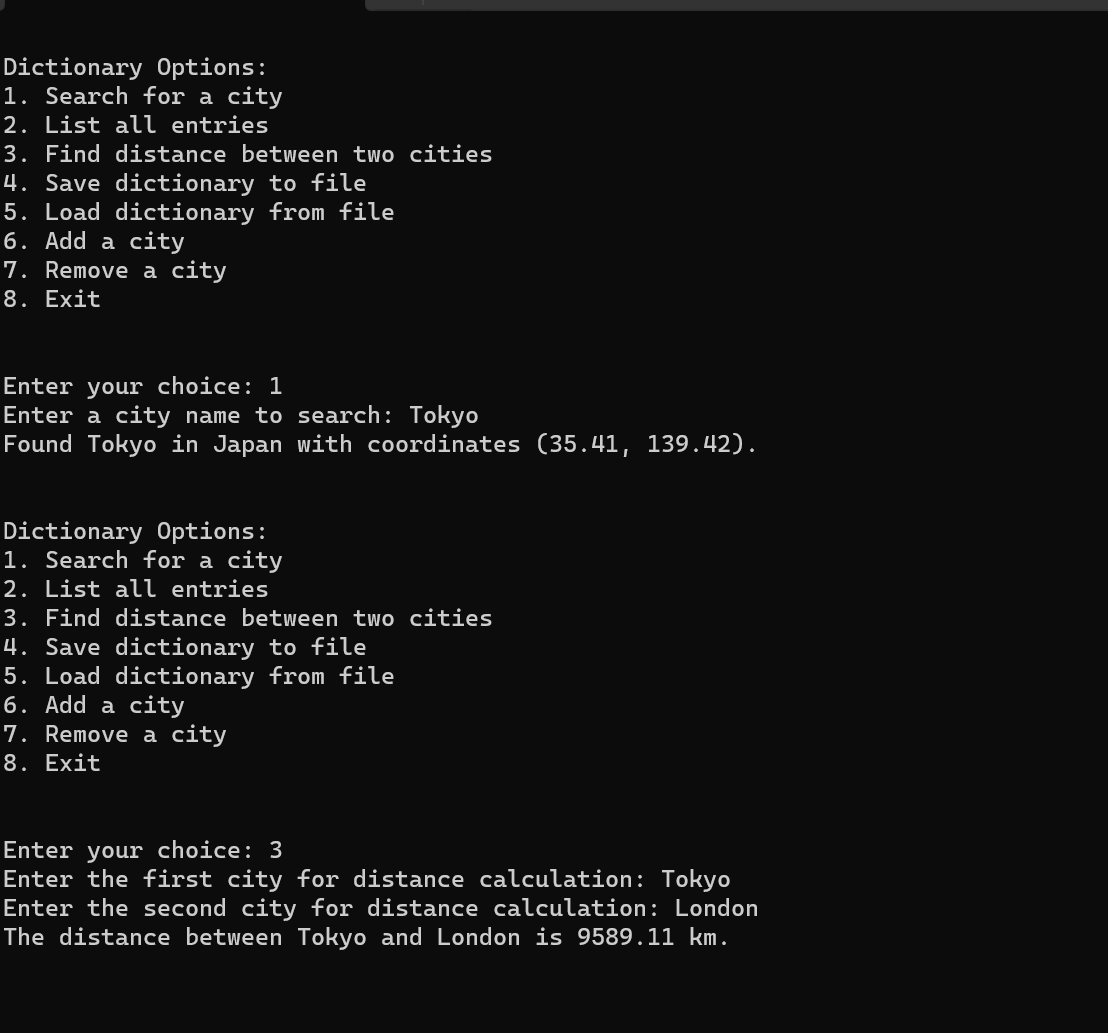 Dictionary Options:
1. Search for a city
2. List all entries
3. Find distance between two cities
4. Save dictionary to file
5. Load dictionary from file
6. Add a city
7. Remove a city
8. Exit
Enter your choice: 1
Enter a city name to search: Tokyo
Found Tokyo in Japan with coordinates (35.41, 139.42).
Dictionary Options:
1. Search for a city
2. List all entries
3. Find distance between two cities
4. Save dictionary to file
5. Load dictionary from file
6. Add a city
7. Remove a city
8. Exit
Enter your choice: 3
Enter the first city for distance calculation: Tokyo
Enter the second city for distance calculation: London
The distance between Tokyo and London is 9589.11 km.